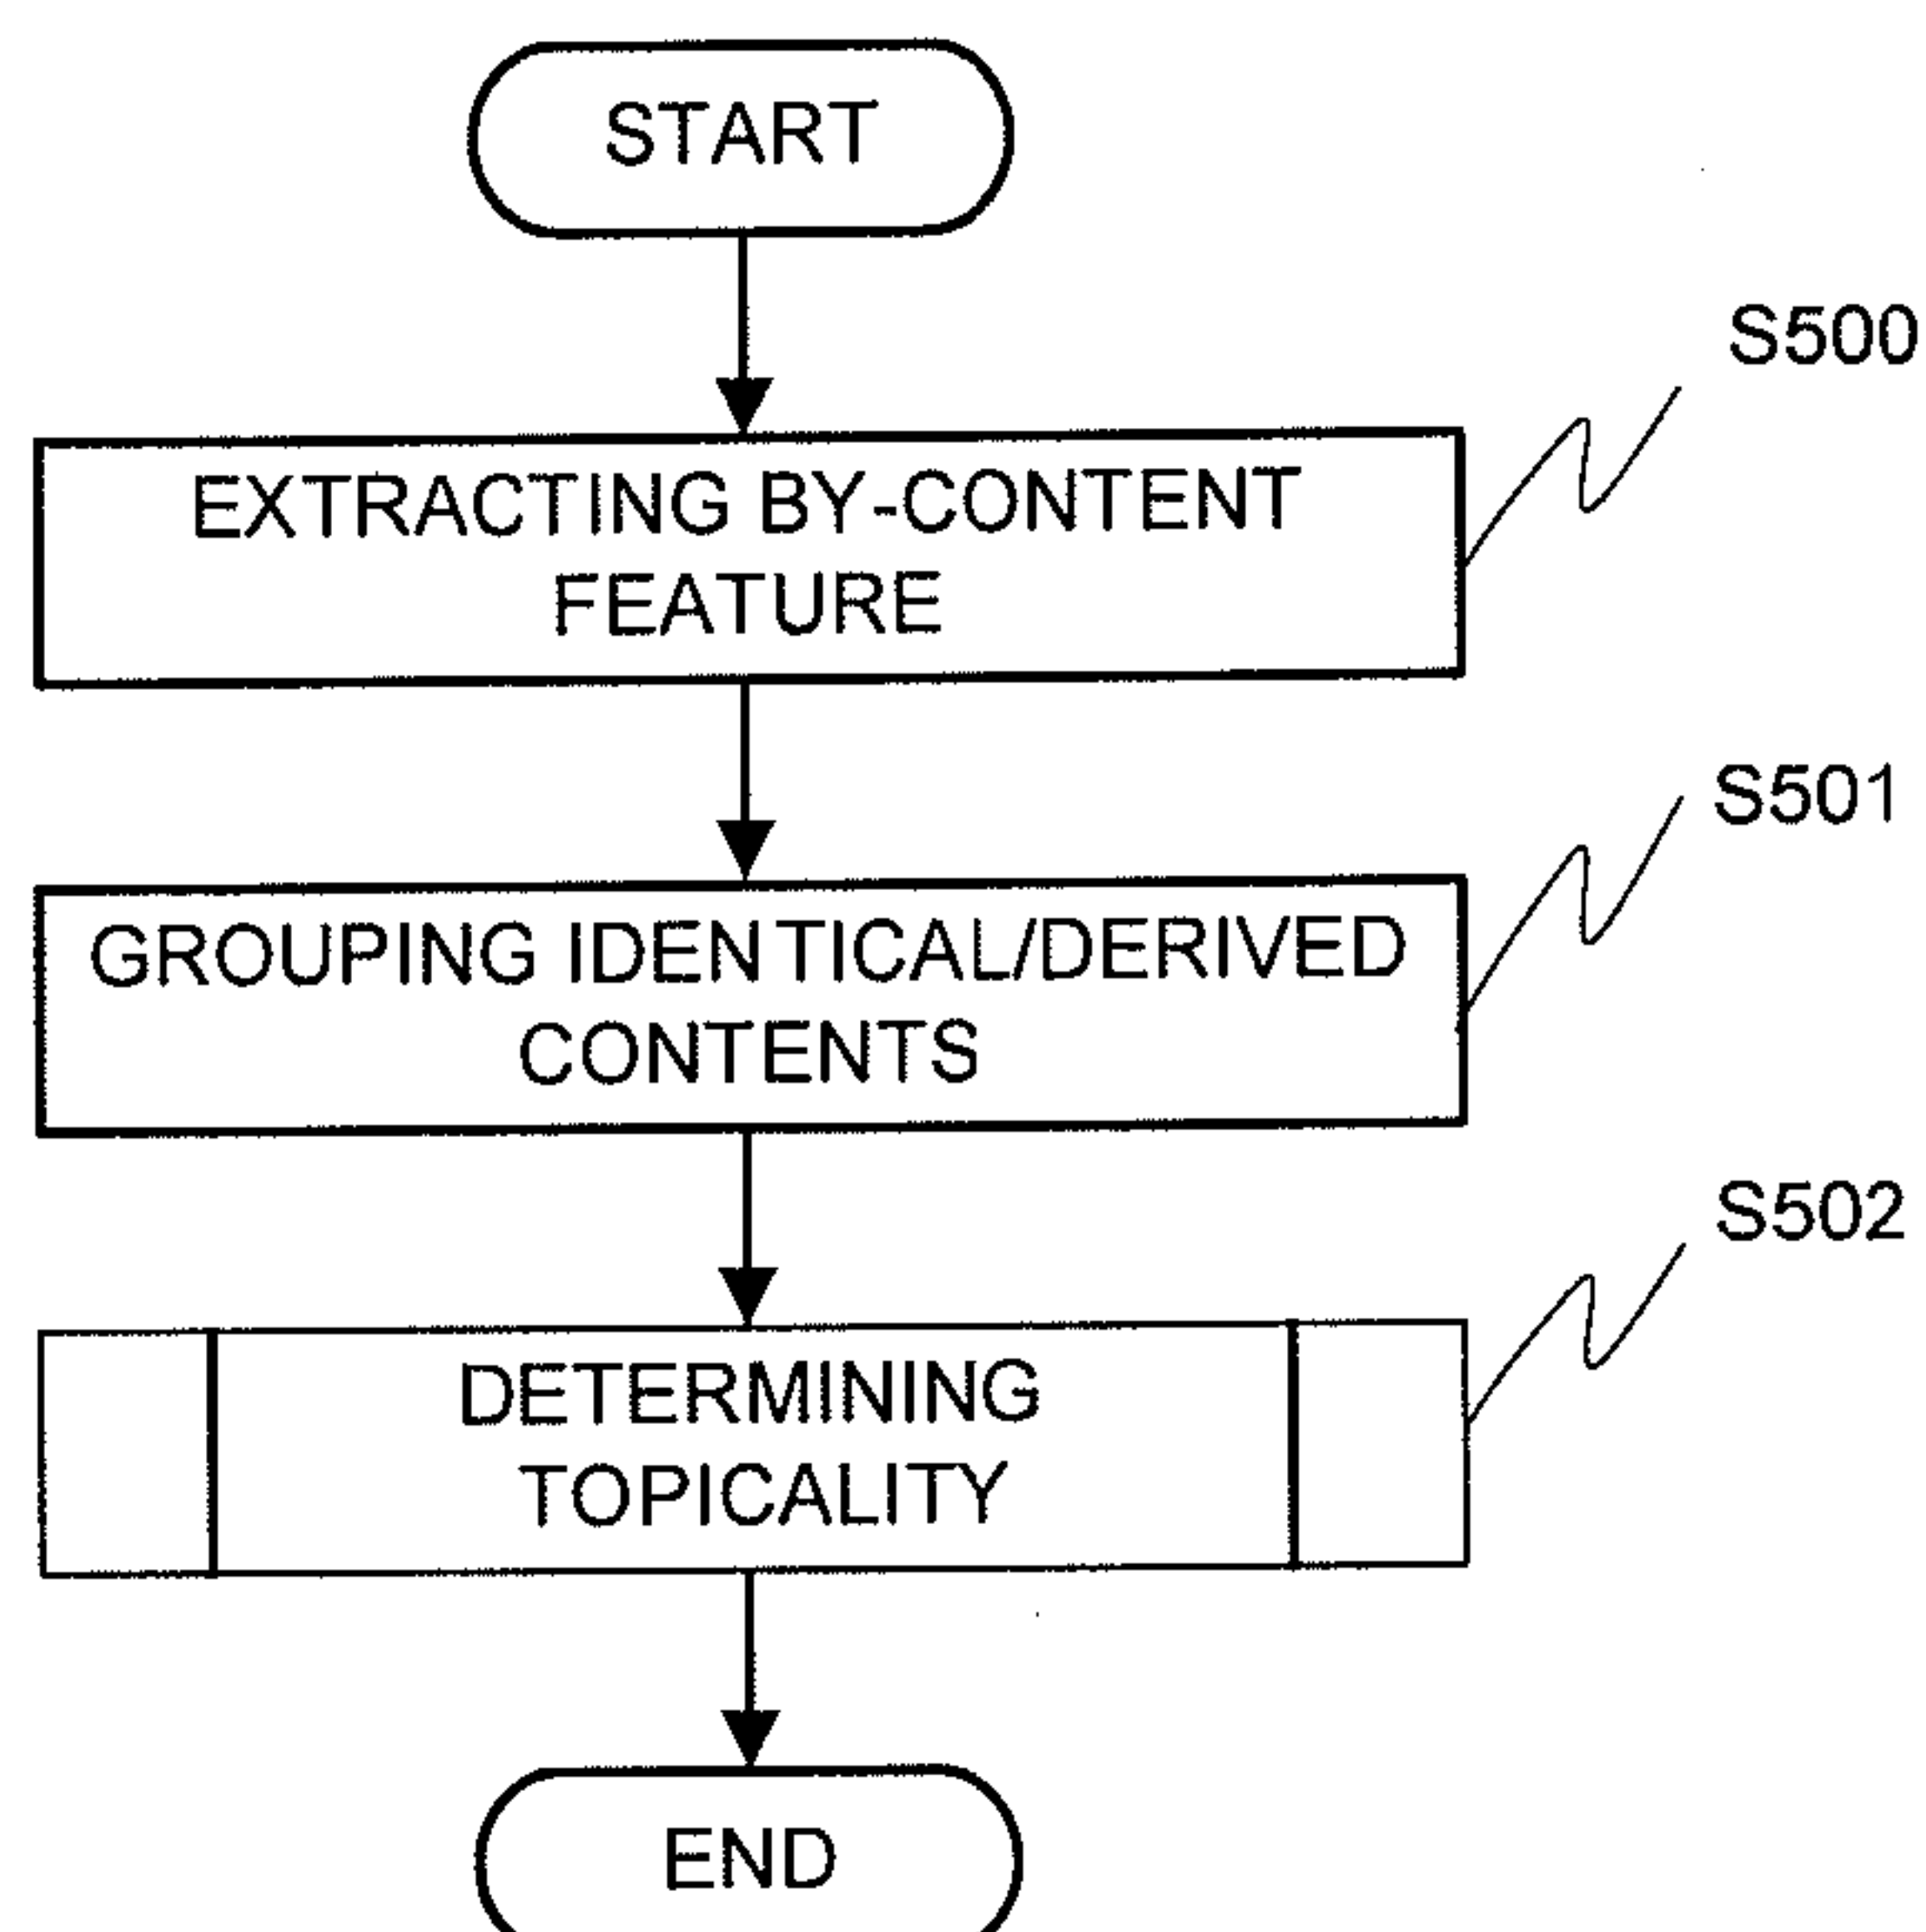 START
S500
EXTRACTING BY-CONTENT
FEATURE
S501
GROUPING IDENTICAL/DERIVED
CONTENTS
S502
DETERMINING
TOPICALITY
END